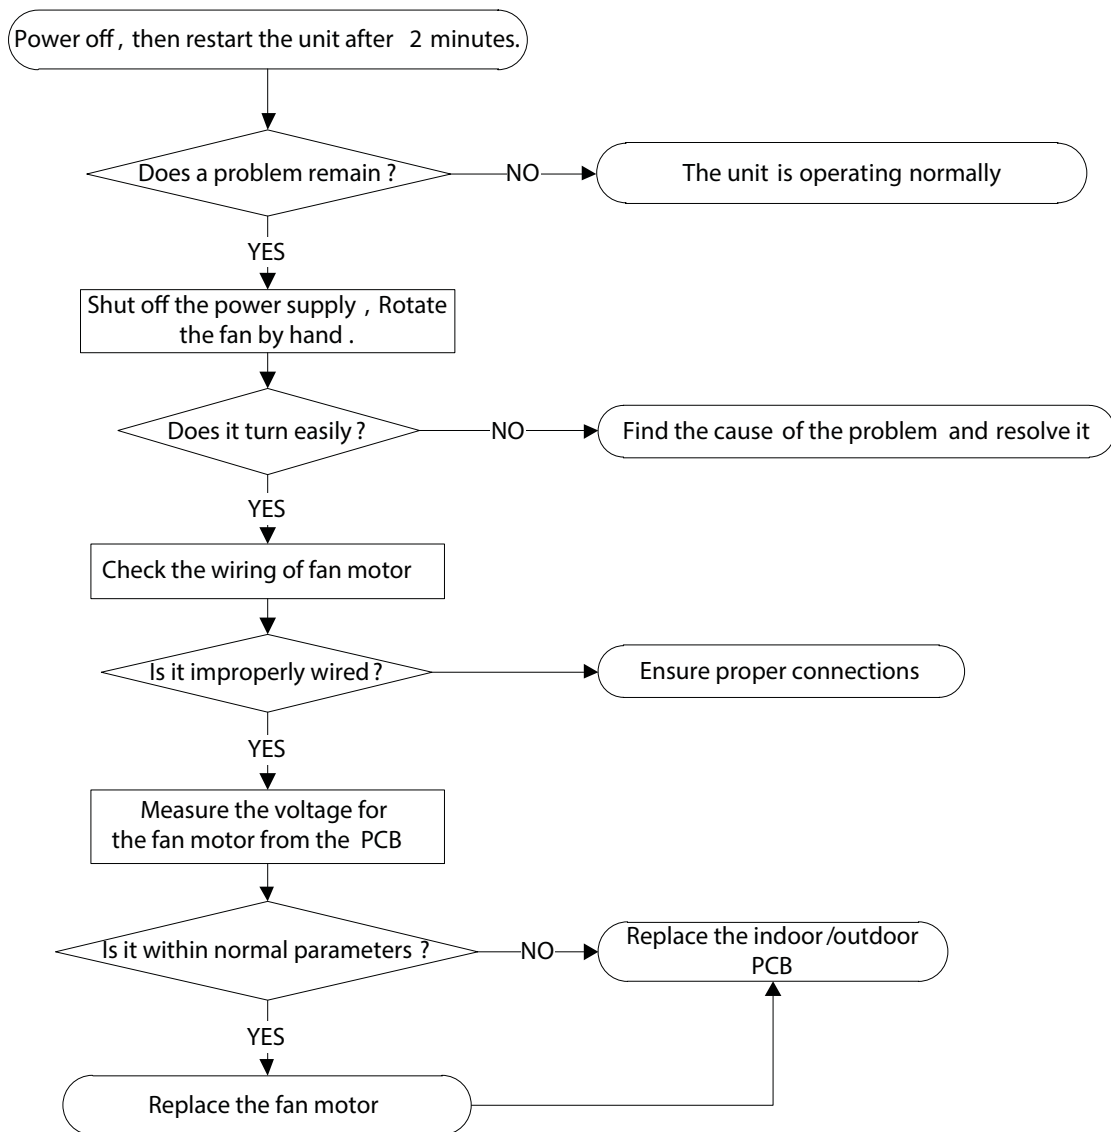 Power off, then restart the unit after 2 minutes.
Does a problem remain?
NO
The unit is operating normally
YES
Shut off the power supply, Rotate
the fan by hand.
Does it turn easily?
NO
Find the cause of the problem and resolve it
YES
Check the wiring of fan motor
Is it improperly wired?
Ensure proper connections
YES
Measure the voltage for
the fan motor from the PCB
Is it within normal parameters?
NO
Replace the indoor/outdoor
PCB
YES
Replace the fan motor